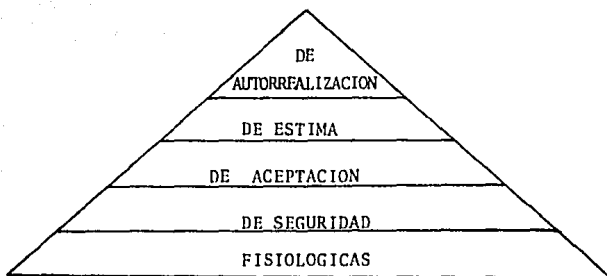 DE
AUTORREALIZACION
DE ESTIMA
DE ACEPTACION
DE SEGURIDAD
FISIOLOGICAS